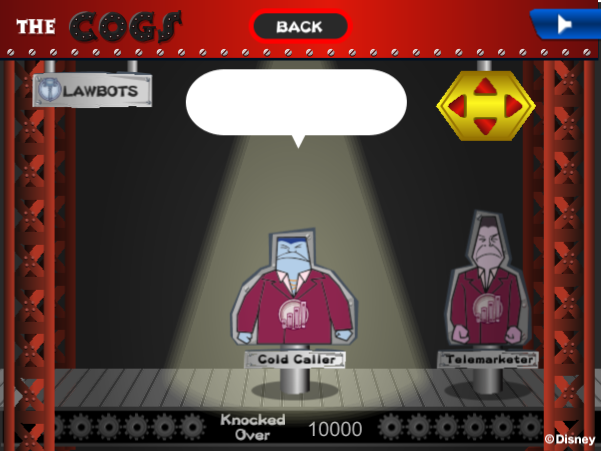 THE COGS
BACK
LAWBOTS
Cold Caller
Telemarketer
Knocked
Over
10000
©Disney